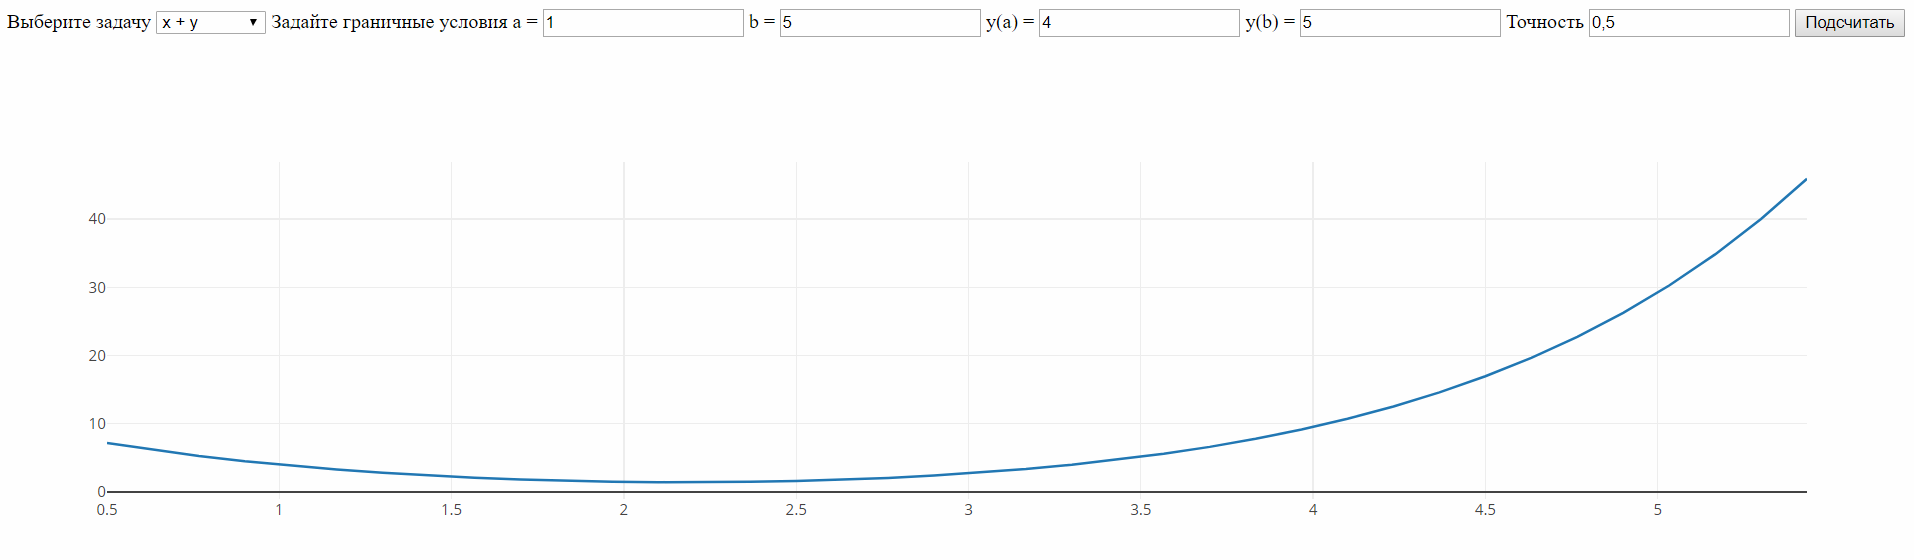 Выберите задачу x + y Задайте граничные условия a = 1 b = 5 y(a) = 4 y(b) = 5 Точность 0,5 Подсчитать
40
30
20
10
0
0.5 1 1.5 2 2.5 3 3.5 4 4.5 5